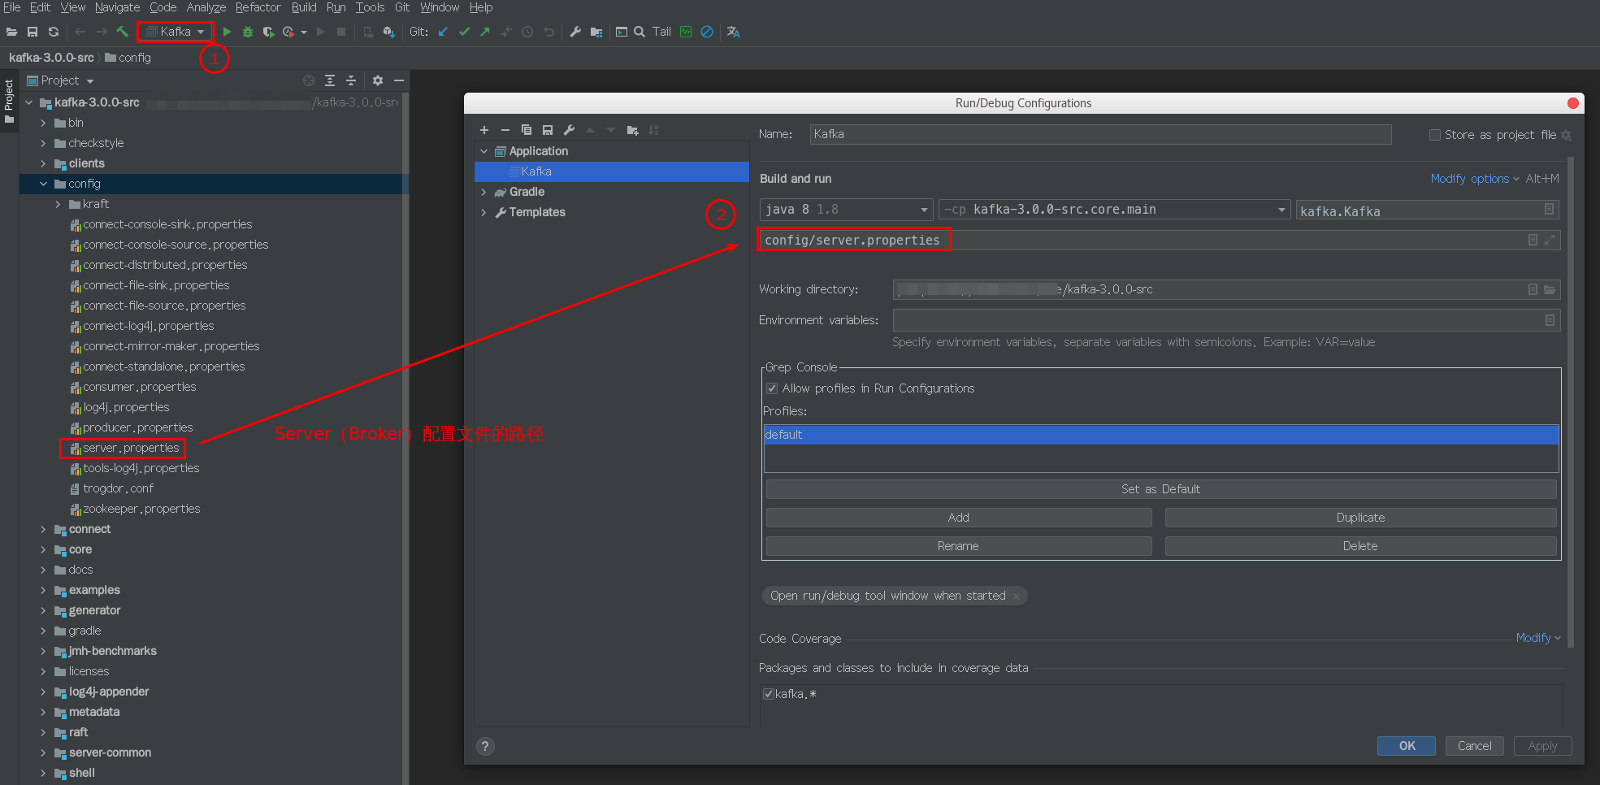 File Edit View Navigate Code Analyze Refactor Build Run Tools Git Window Help
Kafka Git: Tail
1
kafka-3.0.0-src config
Project
Project
kafka-3.0.0-src /kafka-3.0.0-src
bin
checkstyle
clients
config
kraft
connect-console-sink.properties
connect-console-source.properties
connect-distributed.properties
connect-file-sink.properties
connect-file-source.properties
connect-log4j.properties
connect-mirror-maker.properties
connect-standalone.properties
consumer.properties
log4j.properties
producer.properties
server.properties
tools-log4j.properties
trogdor.conf
zookeeper.properties
connect
core
docs
examples
generator
gradle
jmh-benchmarks
licenses
log4j-appender
metadata
raft
server-common
shell
Server（Broker）配置文件的路径
Run/Debug Configurations
Application
Kafka
Gradle
Templates
2
Name: Kafka Store as project file
Build and run Modify options Alt+M
java 8 1.8 -cp kafka-3.0.0-src.core.main kafka.Kafka
config/server.properties
Working directory: e/kafka-3.0.0-src
Environment variables:
Specify environment variables, separate variables with semicolons. Example: VAR=value
Grep Console
Allow profiles in Run Configurations
Profiles:
default
Set as Default
Add Duplicate
Rename Delete
Open run/debug tool window when started ×
Code Coverage Modify
Packages and classes to include in coverage data
kafka.*
? OK Cancel Apply